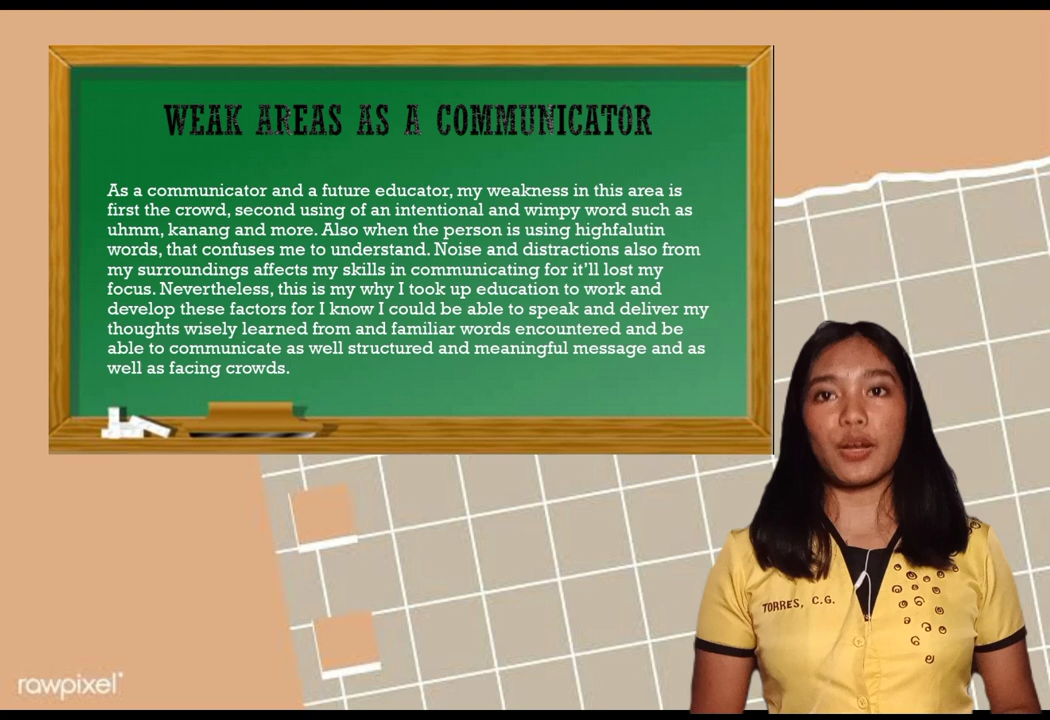 WEAK AREAS AS A COMMUNICATOR
As a communicator and a future educator, my weakness in this area is
first the crowd, second using of an intentional and wimpy word such as
uhmm, kanang and more. Also when the person is using highfalutin
words, that confuses me to understand. Noise and distractions also from
my surroundings affects my skills in communicating for it'll lost my
focus. Nevertheless, this is my why I took up education to work and
develop these factors for I know I could be able to speak and deliver my
thoughts wisely learned from and familiar words encountered and be
able to communicate as well structured and meaningful message and as
well as facing crowds.
TORRES, C.G.
rawpixel